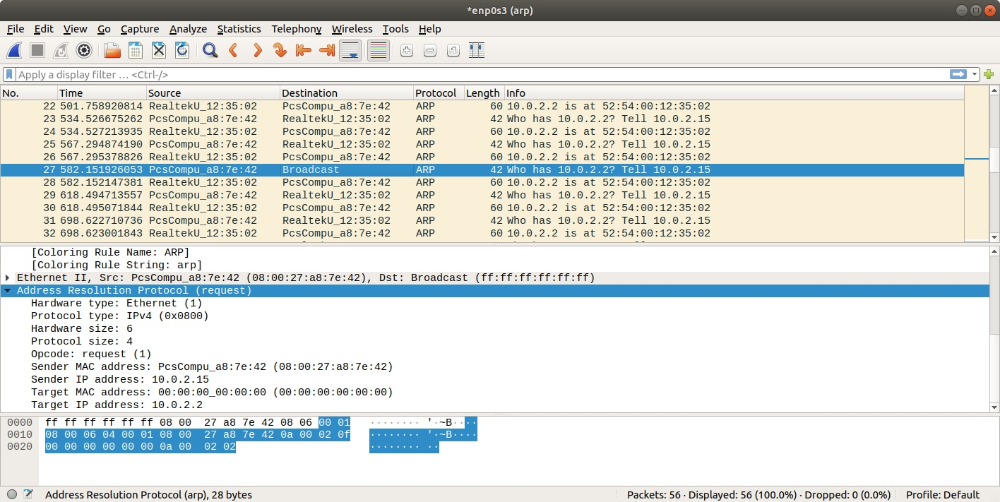 *enp0s3 (arp)
File Edit View Go Capture Analyze Statistics Telephony Wireless Tools Help
Apply a display filter … <Ctrl-/>
No. Time Source Destination Protocol Length Info
22 501.758920814 RealtekU_12:35:02 PcsCompu_a8:7e:42 ARP 60 10.0.2.2 is at 52:54:00:12:35:02
23 534.526675262 PcsCompu_a8:7e:42 RealtekU_12:35:02 ARP 42 Who has 10.0.2.2? Tell 10.0.2.15
24 534.527213935 RealtekU_12:35:02 PcsCompu_a8:7e:42 ARP 60 10.0.2.2 is at 52:54:00:12:35:02
25 567.294874190 PcsCompu_a8:7e:42 RealtekU_12:35:02 ARP 42 Who has 10.0.2.2? Tell 10.0.2.15
26 567.295378826 RealtekU_12:35:02 PcsCompu_a8:7e:42 ARP 60 10.0.2.2 is at 52:54:00:12:35:02
27 582.151926053 PcsCompu_a8:7e:42 Broadcast ARP 42 Who has 10.0.2.2? Tell 10.0.2.15
28 582.152147381 RealtekU_12:35:02 PcsCompu_a8:7e:42 ARP 60 10.0.2.2 is at 52:54:00:12:35:02
29 618.494713557 PcsCompu_a8:7e:42 RealtekU_12:35:02 ARP 42 Who has 10.0.2.2? Tell 10.0.2.15
30 618.495071844 RealtekU_12:35:02 PcsCompu_a8:7e:42 ARP 60 10.0.2.2 is at 52:54:00:12:35:02
31 698.622710736 PcsCompu_a8:7e:42 RealtekU_12:35:02 ARP 42 Who has 10.0.2.2? Tell 10.0.2.15
32 698.623001843 RealtekU_12:35:02 PcsCompu_a8:7e:42 ARP 60 10.0.2.2 is at 52:54:00:12:35:02
[Coloring Rule Name: ARP]
[Coloring Rule String: arp]
Ethernet II, Src: PcsCompu_a8:7e:42 (08:00:27:a8:7e:42), Dst: Broadcast (ff:ff:ff:ff:ff:ff)
Address Resolution Protocol (request)
Hardware type: Ethernet (1)
Protocol type: IPv4 (0x0800)
Hardware size: 6
Protocol size: 4
Opcode: request (1)
Sender MAC address: PcsCompu_a8:7e:42 (08:00:27:a8:7e:42)
Sender IP address: 10.0.2.15
Target MAC address: 00:00:00_00:00:00 (00:00:00:00:00:00)
Target IP address: 10.0.2.2
0000 ff ff ff ff ff ff 08 00 27 a8 7e 42 08 06 00 01 ········ '·~B····
0010 08 00 06 04 00 01 08 00 27 a8 7e 42 0a 00 02 0f ········ '·~B····
0020 00 00 00 00 00 00 0a 00 02 02 ········ ··
Address Resolution Protocol (arp), 28 bytes Packets: 56 · Displayed: 56 (100.0%) · Dropped: 0 (0.0%) Profile: Default